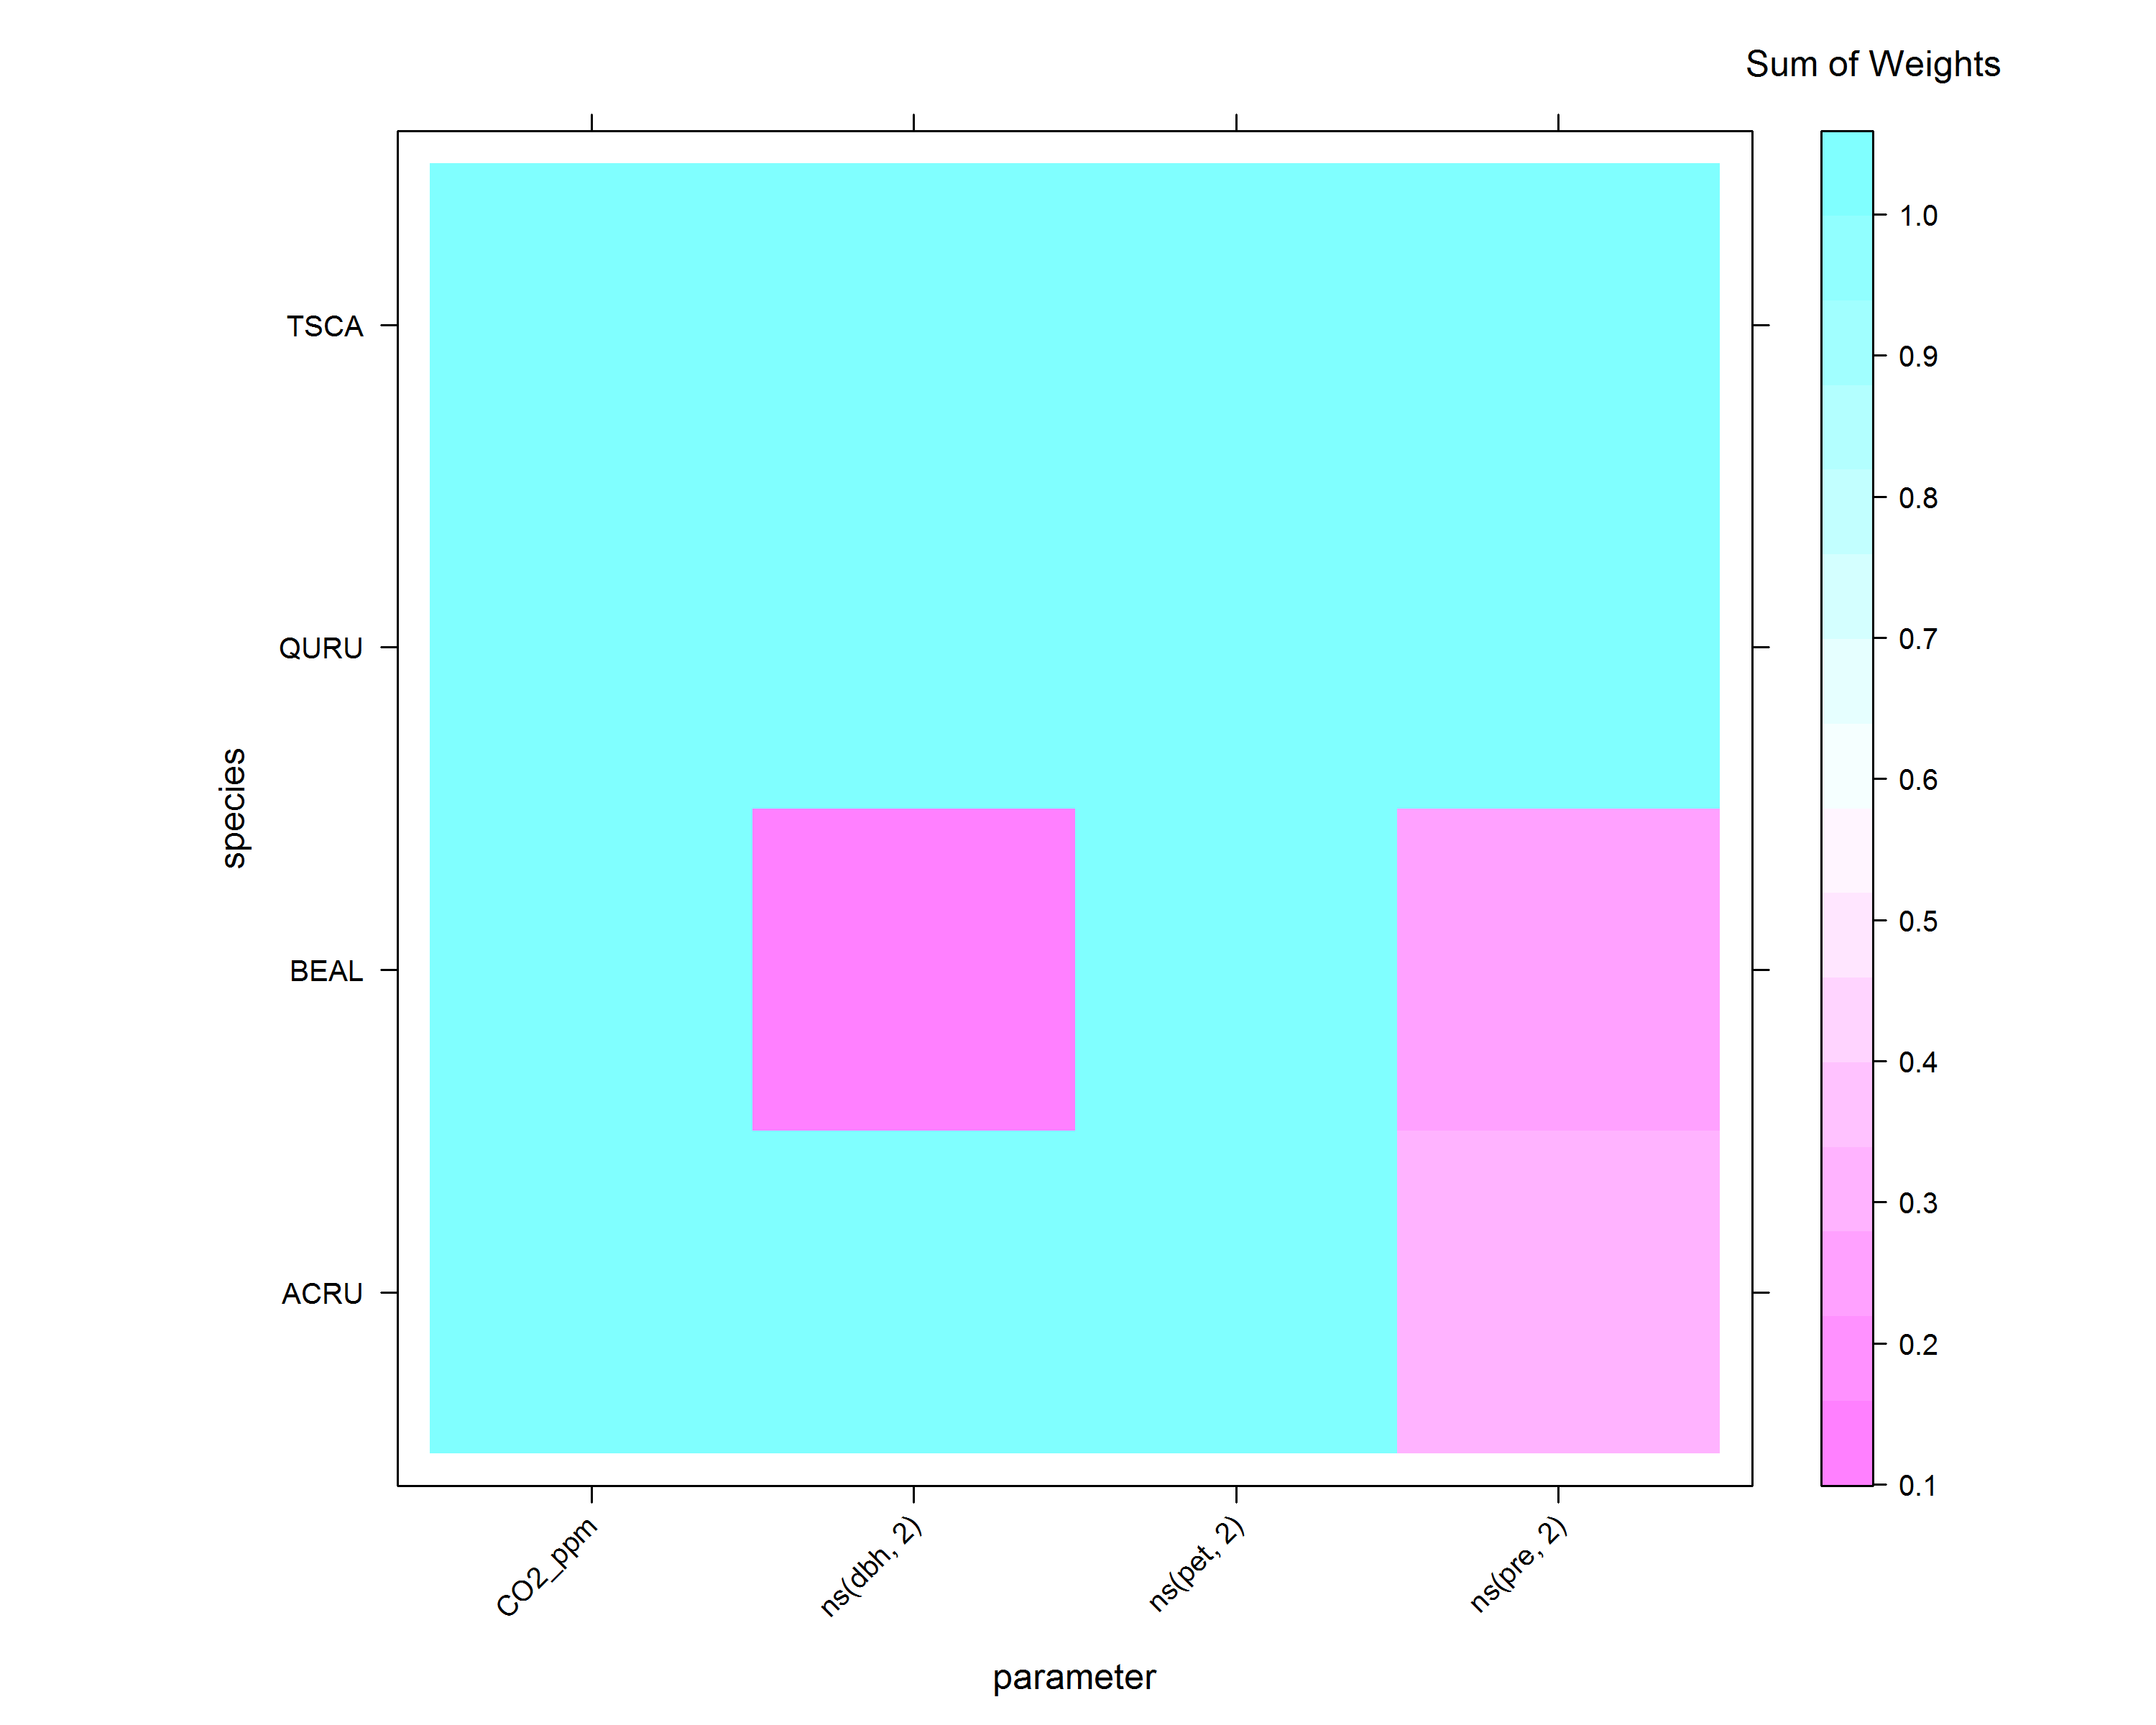 Sum of Weights
TSCA
QURU
BEAL
ACRU
species
CO2_ppm
ns(dbh, 2)
ns(pet, 2)
ns(pre, 2)
parameter
1.0
0.9
0.8
0.7
0.6
0.5
0.4
0.3
0.2
0.1